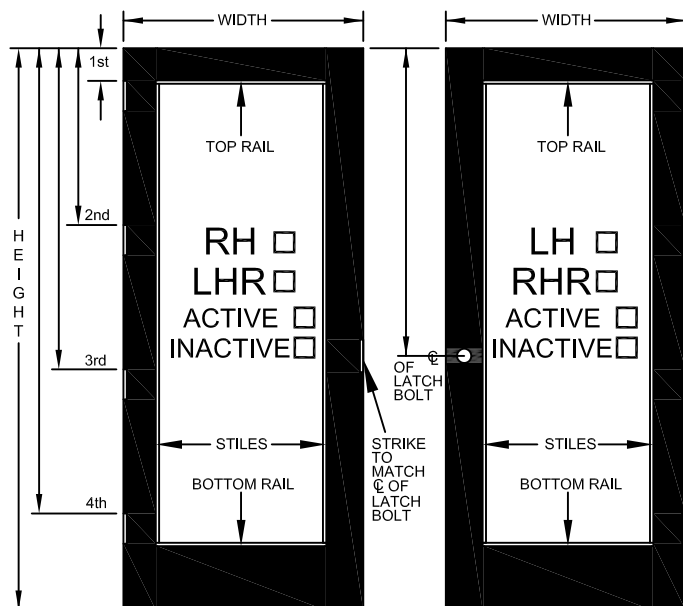 WIDTH
WIDTH
1st
2nd
3rd
4th
HEIGHT
TOP RAIL
RH
LHR
ACTIVE
INACTIVE
STILES
BOTTOM RAIL
℄
OF
LATCH
BOLT
STRIKE
TO
MATCH
℄ OF
LATCH
BOLT
TOP RAIL
LH
RHR
ACTIVE
INACTIVE
STILES
BOTTOM RAIL